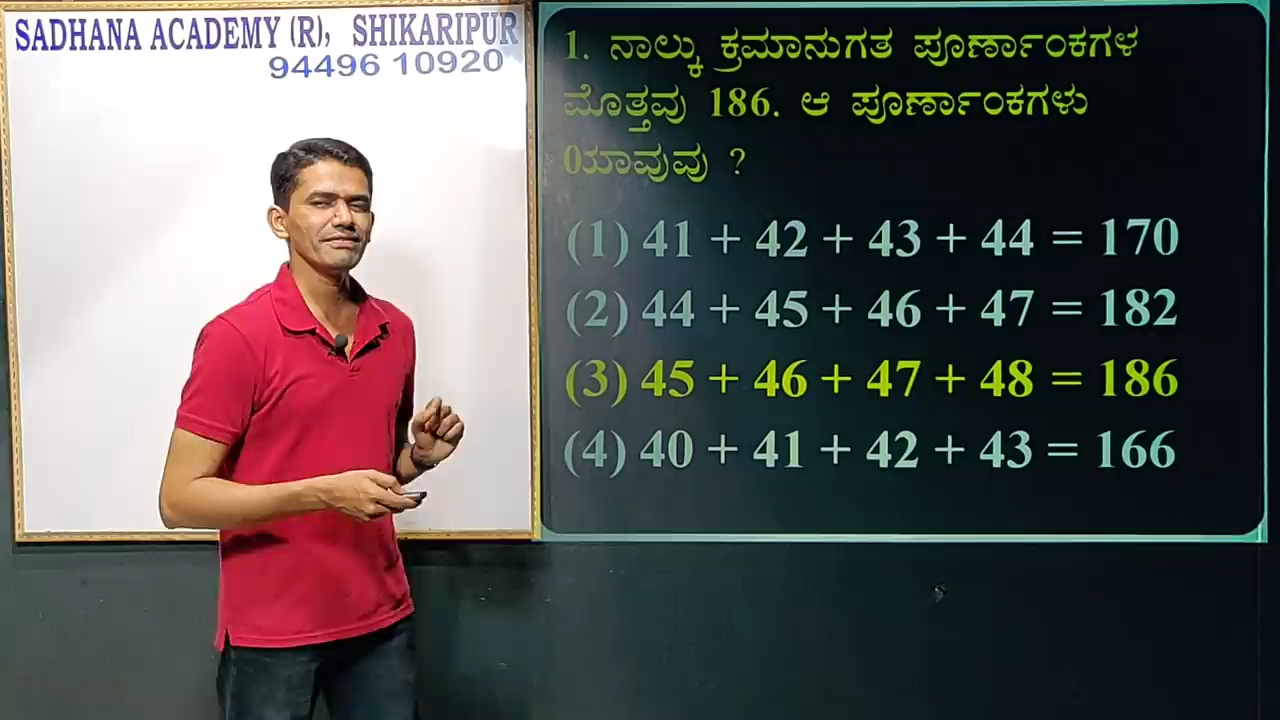 SADHANA ACADEMY (R), SHIKARIPUR
94496 10920
1. ನಾಲ್ಕು ಕ್ರಮಾನುಗತ ಪೂರ್ಣಾಂಕಗಳ
ಮೊತ್ತವು 186. ಆ ಪೂರ್ಣಾಂಕಗಳು
0ಯಾವುವು ?
(1) 41 + 42 + 43 + 44 = 170
(2) 44 + 45 + 46 + 47 = 182
(3) 45 + 46 + 47 + 48 = 186
(4) 40 + 41 + 42 + 43 = 166